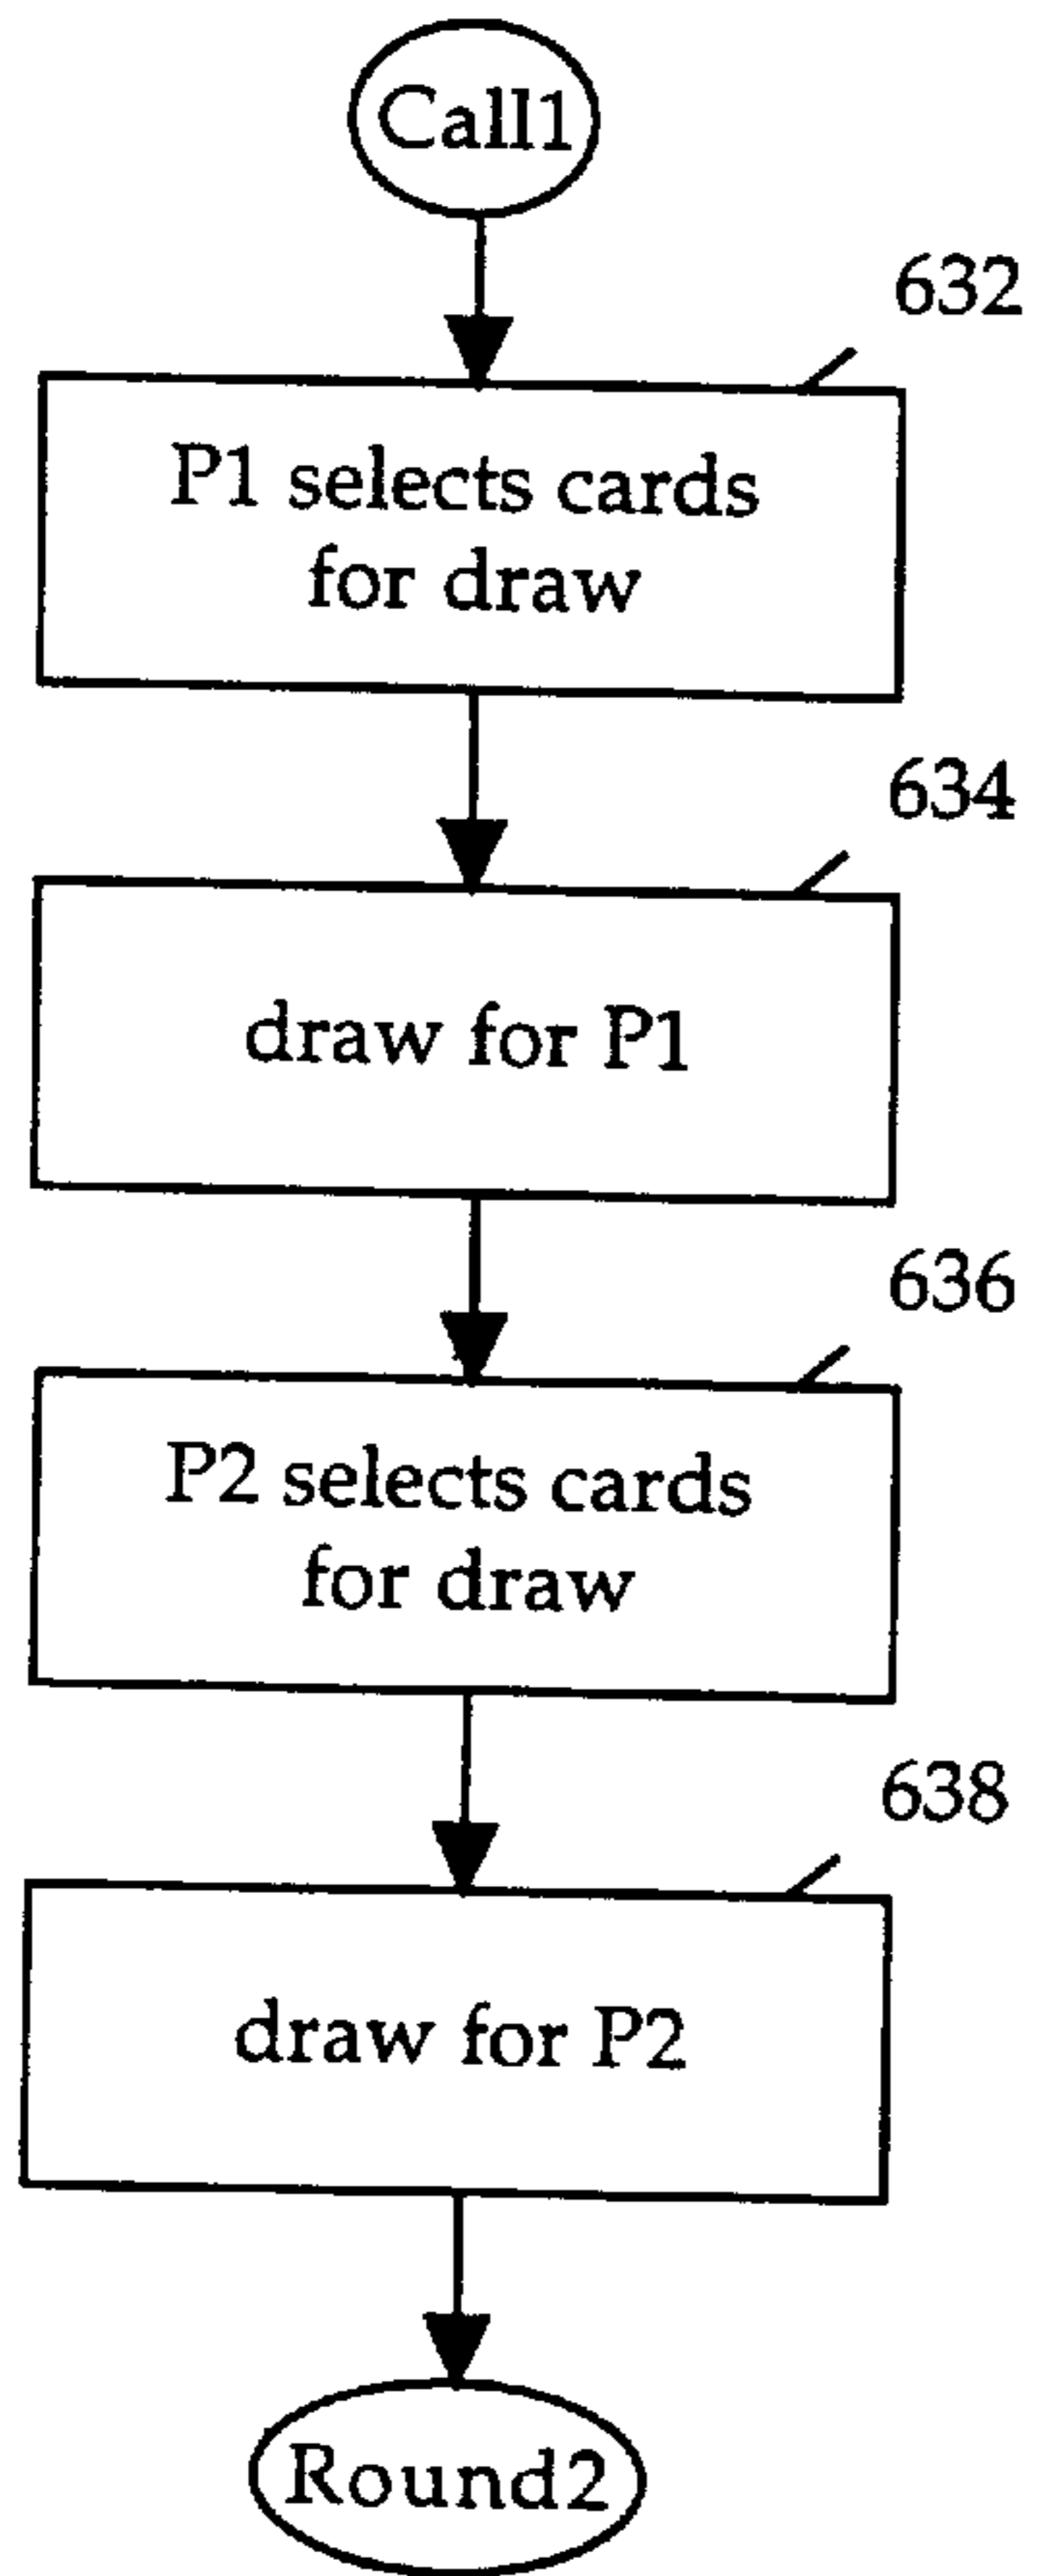 Call1
632
P1 selects cards
for draw
634
draw for P1
636
P2 selects cards
for draw
638
draw for P2
Round2